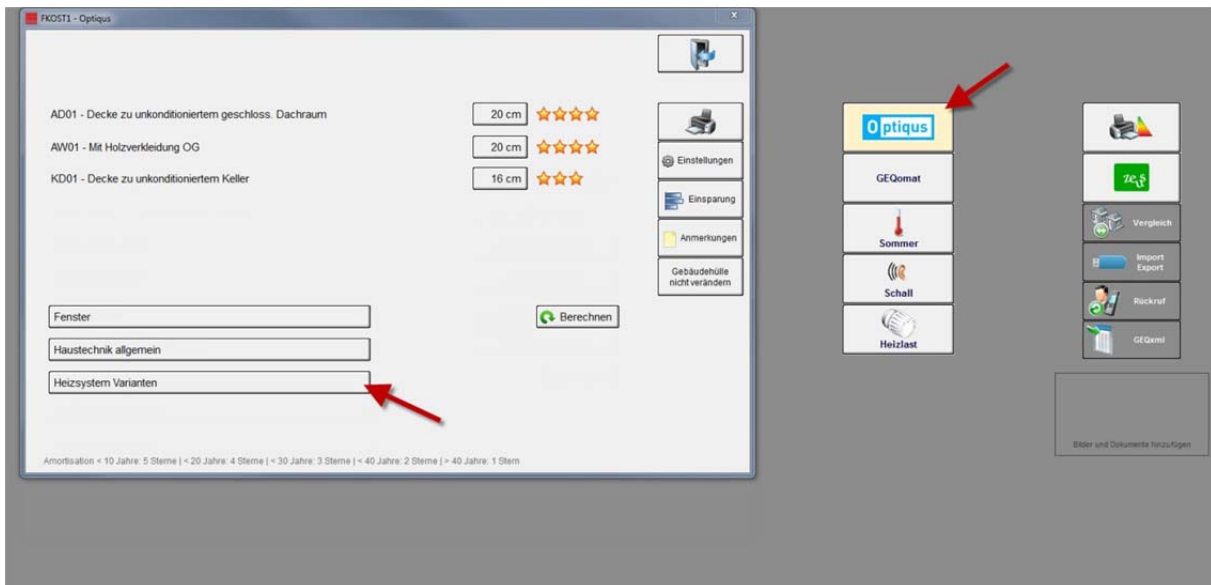 FKOST1 - Optiqus
x
AD01 - Decke zu unkonditioniertem geschloss. Dachraum
20 cm
AW01 - Mit Holzverkleidung OG
20 cm
KD01 - Decke zu unkonditioniertem Keller
16 cm
Einstellungen
Einsparung
Anmerkungen
Gebäudehülle
nicht verändern
Fenster
Berechnen
Haustechnik allgemein
Heizsystem Varianten
Amortisation < 10 Jahre: 5 Sterne | < 20 Jahre: 4 Sterne | < 30 Jahre: 3 Sterne | < 40 Jahre: 2 Sterne | > 40 Jahre: 1 Stern
Optiqus
GEQomat
Sommer
Schall
Heizlast
zeus
Vergleich
Import
Export
Rückruf
GEQxml
Bilder und Dokumente hinzufügen